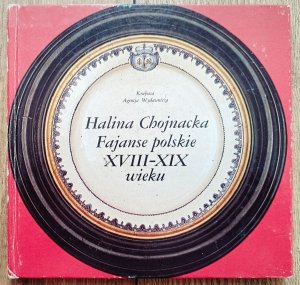 Krajowa
Agencja Wydawnicza
Halina Chojnacka
Fajanse polskie
XVIII-XIX
wieku